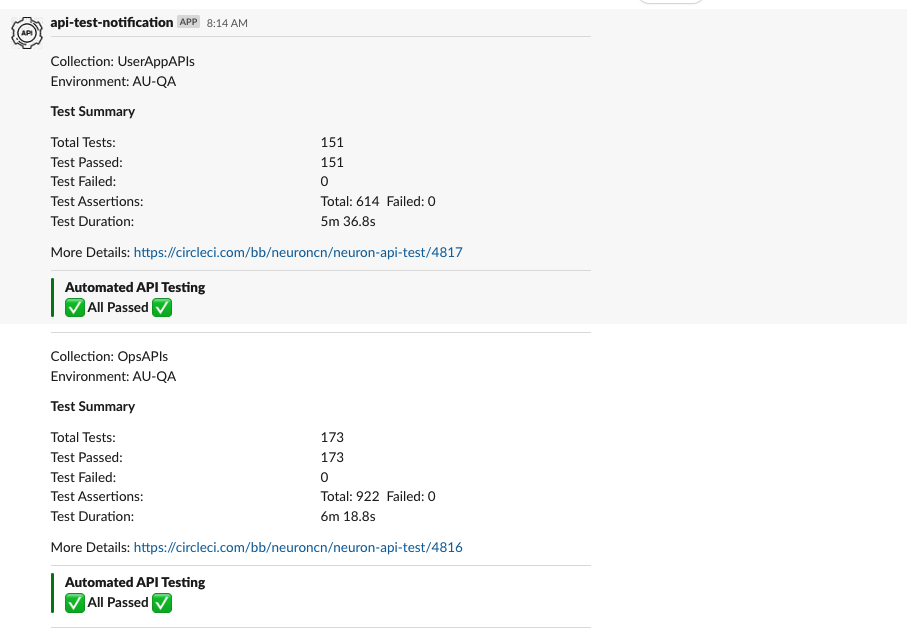 API
api-test-notification APP 8:14 AM
Collection: UserAppAPIs
Environment: AU-QA
Test Summary
Total Tests: 151
Test Passed: 151
Test Failed: 0
Test Assertions: Total: 614 Failed: 0
Test Duration: 5m 36.8s
More Details: https://circleci.com/bb/neuroncn/neuron-api-test/4817
Automated API Testing
✅ All Passed ✅
Collection: OpsAPIs
Environment: AU-QA
Test Summary
Total Tests: 173
Test Passed: 173
Test Failed: 0
Test Assertions: Total: 922 Failed: 0
Test Duration: 6m 18.8s
More Details: https://circleci.com/bb/neuroncn/neuron-api-test/4816
Automated API Testing
✅ All Passed ✅